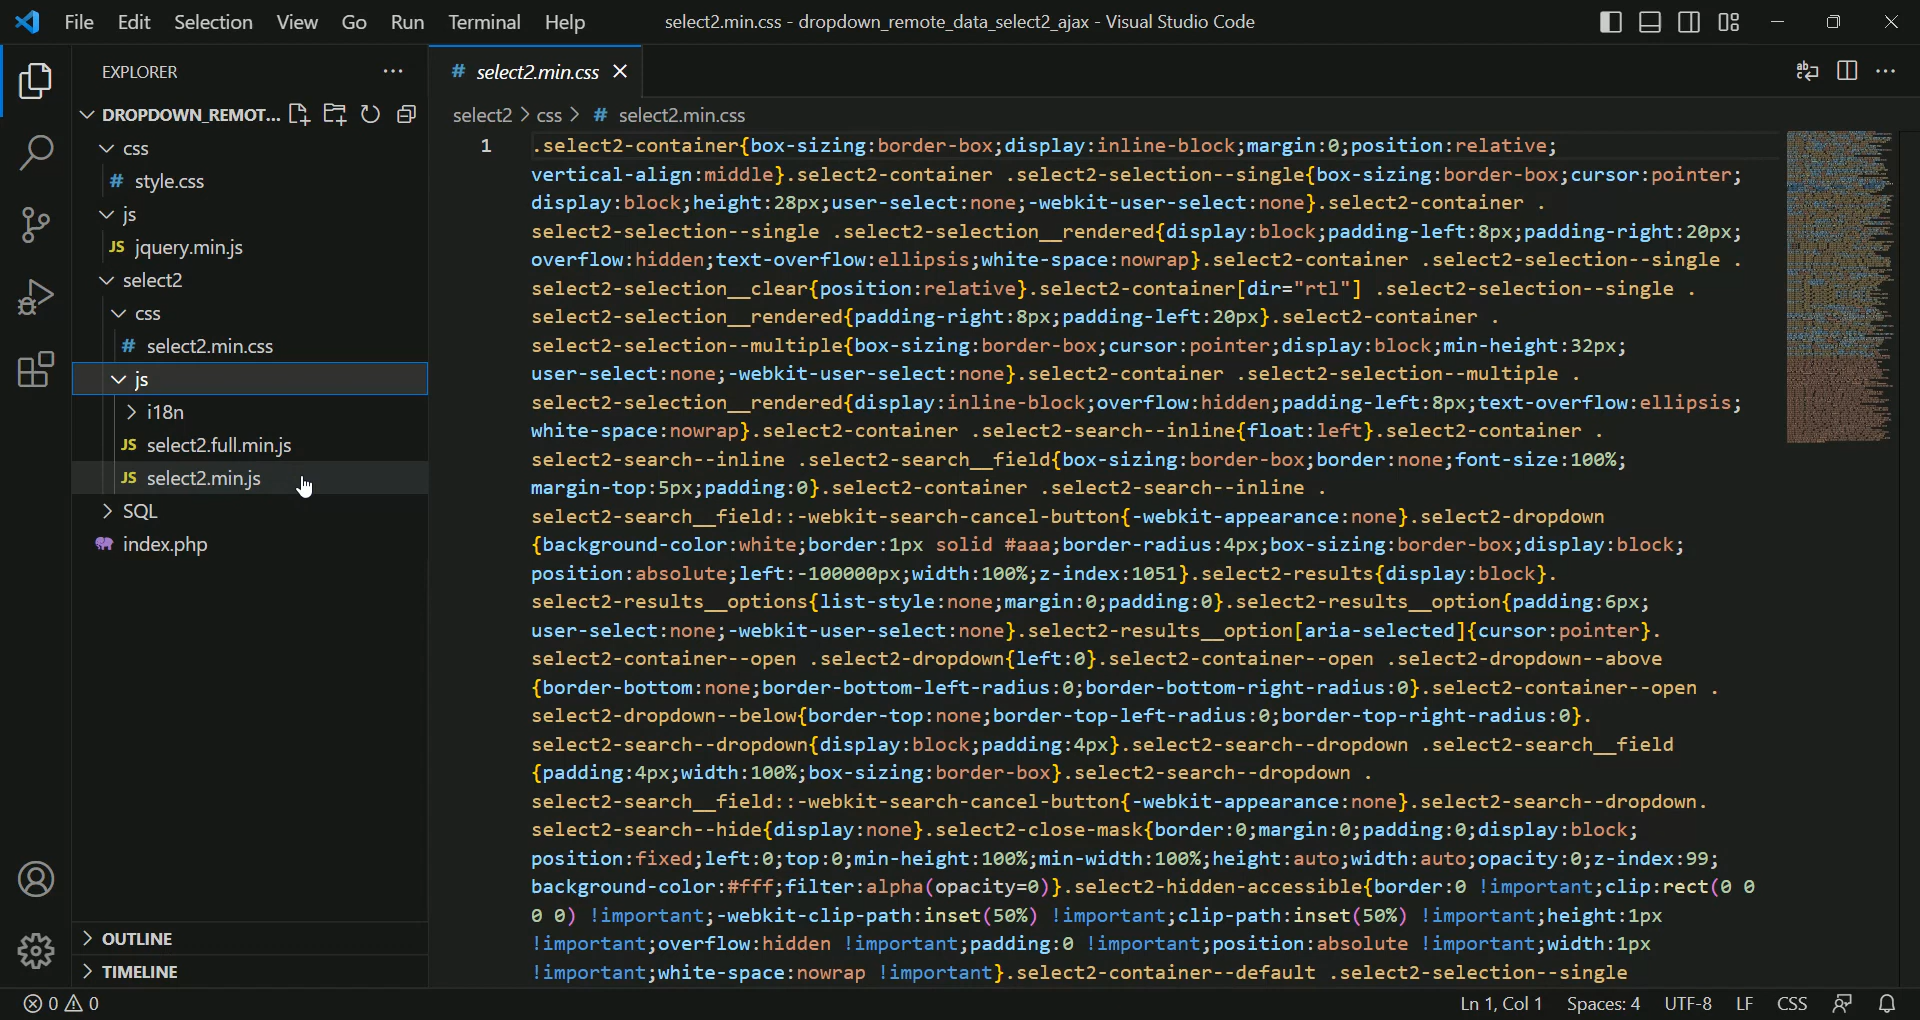 File Edit Selection View Go Run Terminal Help
select2.min.css - dropdown_remote_data_select2_ajax - Visual Studio Code
EXPLORER
DROPDOWN_REMOT...
css
# style.css
js
JS jquery.min.js
select2
css
# select2.min.css
js
i18n
JS select2.full.min.js
JS select2.min.js
SQL
index.php
OUTLINE
TIMELINE
# select2.min.css
select2 > css > # select2.min.css
1
.select2-container{box-sizing:border-box;display:inline-block;margin:0;position:relative;
vertical-align:middle}.select2-container .select2-selection--single{box-sizing:border-box;cursor:pointer;
display:block;height:28px;user-select:none;-webkit-user-select:none}.select2-container .
select2-selection--single .select2-selection__rendered{display:block;padding-left:8px;padding-right:20px;
overflow:hidden;text-overflow:ellipsis;white-space:nowrap}.select2-container .select2-selection--single .
select2-selection__clear{position:relative}.select2-container[dir="rtl"] .select2-selection--single .
select2-selection__rendered{padding-right:8px;padding-left:20px}.select2-container .
select2-selection--multiple{box-sizing:border-box;cursor:pointer;display:block;min-height:32px;
user-select:none;-webkit-user-select:none}.select2-container .select2-selection--multiple .
select2-selection__rendered{display:inline-block;overflow:hidden;padding-left:8px;text-overflow:ellipsis;
white-space:nowrap}.select2-container .select2-search--inline{float:left}.select2-container .
select2-search--inline .select2-search__field{box-sizing:border-box;border:none;font-size:100%;
margin-top:5px;padding:0}.select2-container .select2-search--inline .
select2-search__field::-webkit-search-cancel-button{-webkit-appearance:none}.select2-dropdown
{background-color:white;border:1px solid #aaa;border-radius:4px;box-sizing:border-box;display:block;
position:absolute;left:-100000px;width:100%;z-index:1051}.select2-results{display:block}.
select2-results__options{list-style:none;margin:0;padding:0}.select2-results__option{padding:6px;
user-select:none;-webkit-user-select:none}.select2-results__option[aria-selected]{cursor:pointer}.
select2-container--open .select2-dropdown{left:0}.select2-container--open .select2-dropdown--above
{border-bottom:none;border-bottom-left-radius:0;border-bottom-right-radius:0}.select2-container--open .
select2-dropdown--below{border-top:none;border-top-left-radius:0;border-top-right-radius:0}.
select2-search--dropdown{display:block;padding:4px}.select2-search--dropdown .select2-search__field
{padding:4px;width:100%;box-sizing:border-box}.select2-search--dropdown .
select2-search__field::-webkit-search-cancel-button{-webkit-appearance:none}.select2-search--dropdown.
select2-search--hide{display:none}.select2-close-mask{border:0;margin:0;padding:0;display:block;
position:fixed;left:0;top:0;min-height:100%;min-width:100%;height:auto;width:auto;opacity:0;z-index:99;
background-color:#fff;filter:alpha(opacity=0)}.select2-hidden-accessible{border:0 !important;clip:rect(0 0
0 0) !important;-webkit-clip-path:inset(50%) !important;clip-path:inset(50%) !important;height:1px
!important;overflow:hidden !important;padding:0 !important;position:absolute !important;width:1px
!important;white-space:nowrap !important}.select2-container--default .select2-selection--single
0 0
Ln 1, Col 1 Spaces: 4 UTF-8 LF CSS